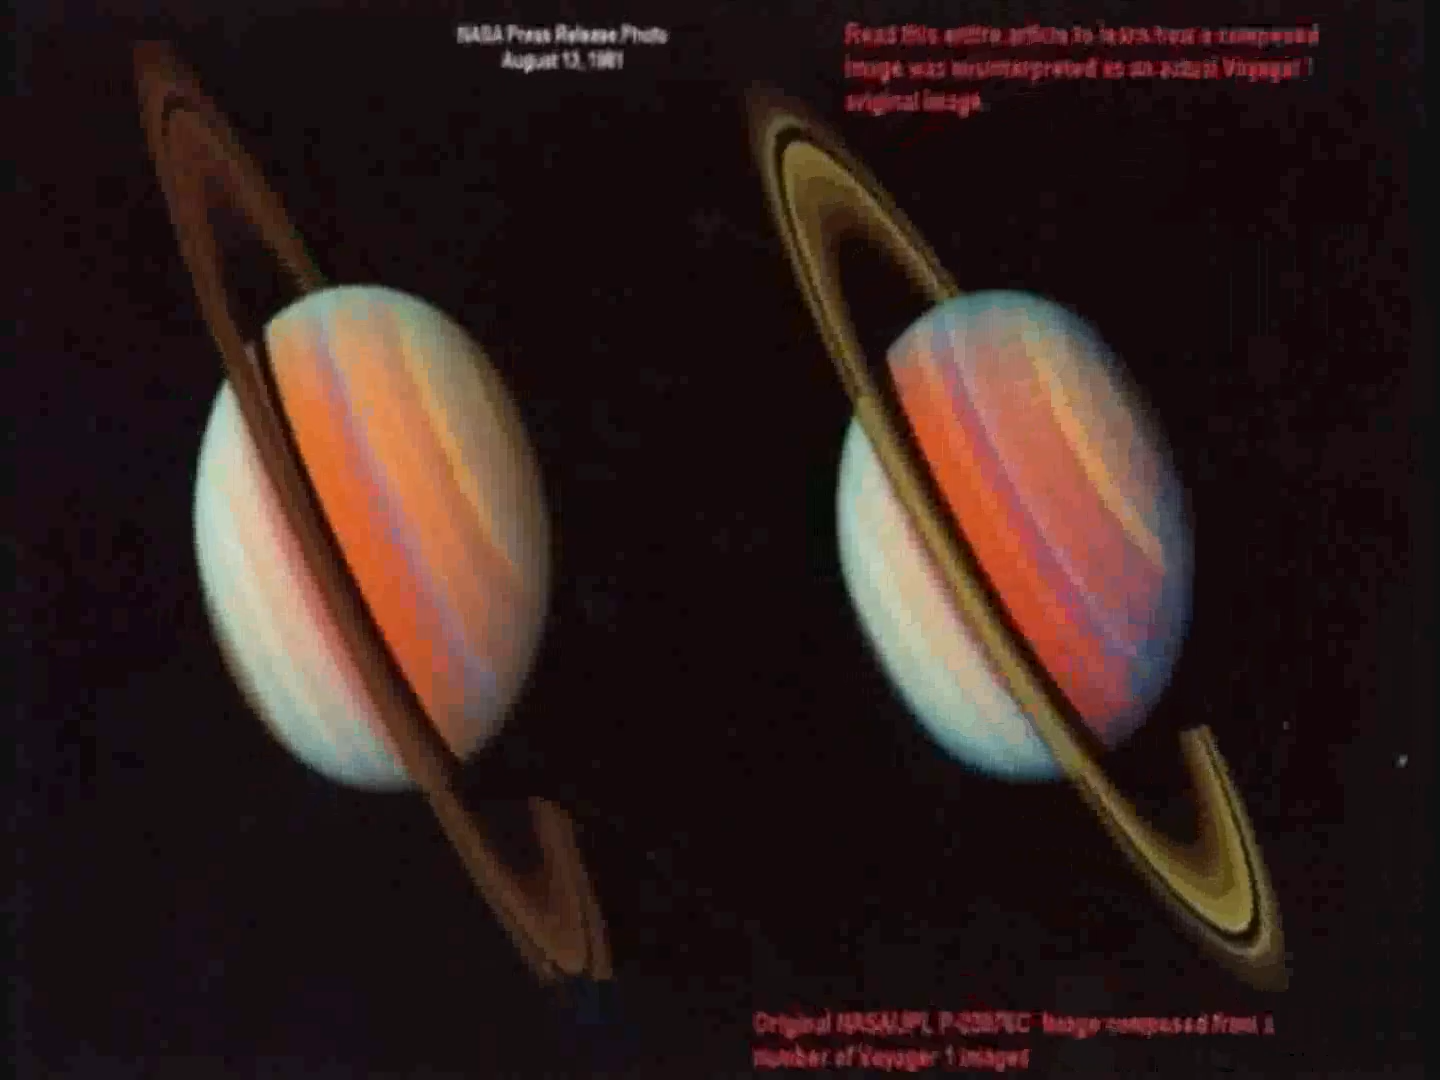 NASA Press Release Photo
August 13, 1981
Read this entire article to learn how a composed
image was misinterpreted as an actual Voyager 1
original image.
Original NASA/JPL Image composed from a
number of Voyager 1 images